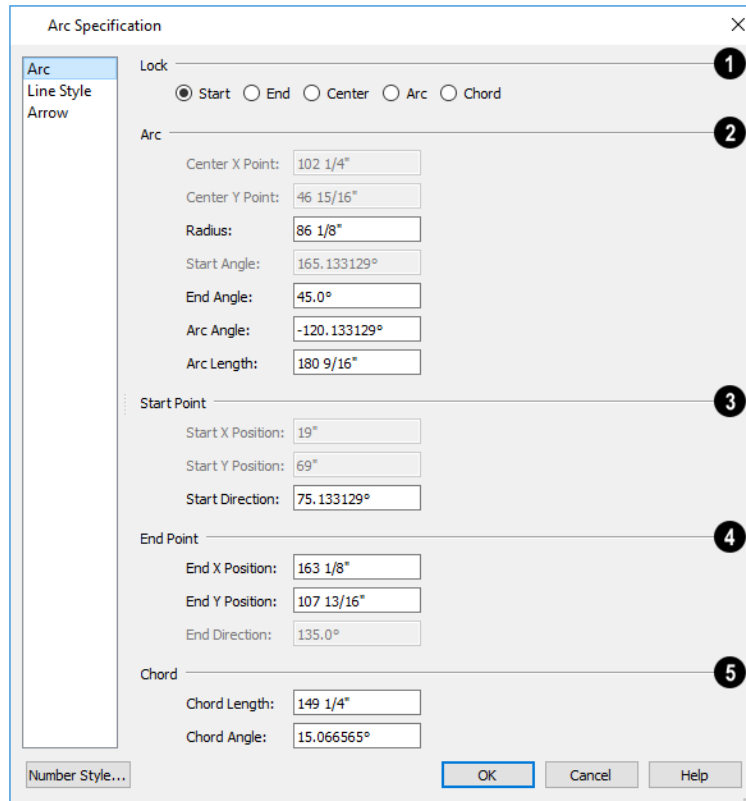 Arc Specification
Arc
Line Style
Arrow
Lock 1
Start End Center Arc Chord
Arc 2
Center X Point: 102 1/4"
Center Y Point: 46 15/16"
Radius: 86 1/8"
Start Angle: 165.133129°
End Angle: 45.0°
Arc Angle: -120.133129°
Arc Length: 180 9/16"
Start Point 3
Start X Position: 19"
Start Y Position: 69"
Start Direction: 75.133129°
End Point 4
End X Position: 163 1/8"
End Y Position: 107 13/16"
End Direction: 135.0°
Chord 5
Chord Length: 149 1/4"
Chord Angle: 15.066565°
Number Style... OK Cancel Help